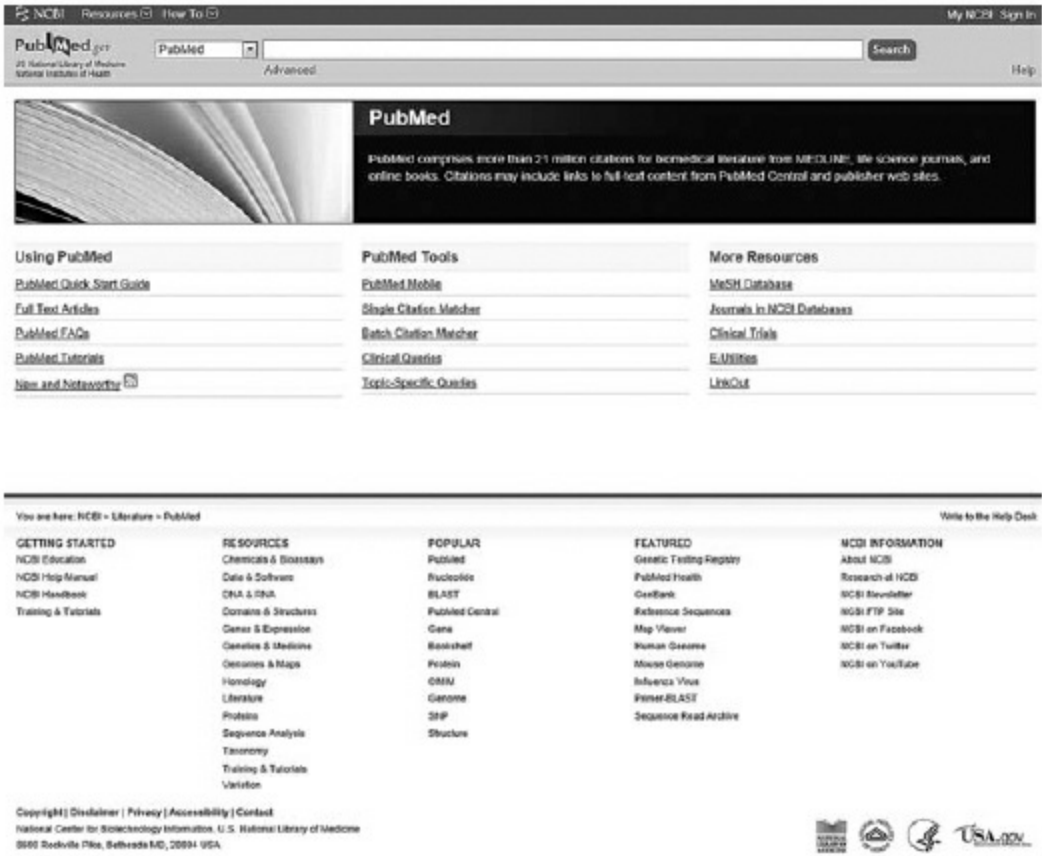 NCBI Resources How To My NCBI Sign In
PubMed.gov PubMed Search
US National Library of Medicine
National Institutes of Health
Advanced Help
PubMed
PubMed comprises more than 21 million citations for biomedical literature from MEDLINE, life science journals, and
online books. Citations may include links to full-text content from PubMed Central and publisher web sites.
Using PubMed
PubMed Quick Start Guide
Full Text Articles
PubMed FAQs
PubMed Tutorials
New and Noteworthy
PubMed Tools
PubMed Mobile
Single Citation Matcher
Batch Citation Matcher
Clinical Queries
Topic-Specific Queries
More Resources
MeSH Database
Journals in NCBI Databases
Clinical Trials
E-Utilities
LinkOut
You are here: NCBI > Literature > PubMed Write to the Help Desk
GETTING STARTED
NCBI Education
NCBI Help Manual
NCBI Handbook
Training & Tutorials
RESOURCES
Chemicals & Bioassays
Data & Software
DNA & RNA
Domains & Structures
Genes & Expression
Genetics & Medicine
Genomes & Maps
Homology
Literature
Proteins
Sequence Analysis
Taxonomy
Training & Tutorials
Variation
POPULAR
PubMed
Nucleotide
BLAST
PubMed Central
Gene
Bookshelf
Protein
OMIM
Genome
SNP
Structure
FEATURED
Genetic Testing Registry
PubMed Health
GenBank
Reference Sequences
Map Viewer
Human Genome
Mouse Genome
Influenza Virus
Primer-BLAST
Sequence Read Archive
NCBI INFORMATION
About NCBI
Research at NCBI
NCBI Newsletter
NCBI FTP Site
NCBI on Facebook
NCBI on Twitter
NCBI on YouTube
Copyright | Disclaimer | Privacy | Accessibility | Contact
National Center for Biotechnology Information, U.S. National Library of Medicine
8600 Rockville Pike, Bethesda MD, 20894 USA
USA.gov